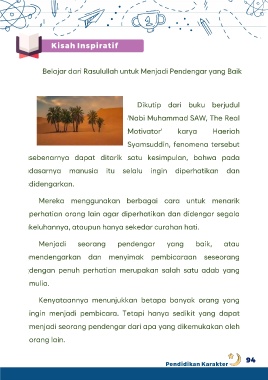 Kisah Inspiratif
Belajar dari Rasulullah untuk Menjadi Pendengar yang Baik
Dikutip dari buku berjudul
'Nabi Muhammad SAW, The Real
Motivator' karya Haeriah
Syamsuddin, fenomena tersebut
sebenarnya dapat ditarik satu kesimpulan, bahwa pada
dasarnya manusia itu selalu ingin diperhatikan dan
didengarkan.
Mereka menggunakan berbagai cara untuk menarik
perhatian orang lain agar diperhatikan dan didengar segala
keluhannya, ataupun hanya sekedar curahan hati.
Menjadi seorang pendengar yang baik, atau
mendengarkan dan menyimak pembicaraan seseorang
dengan penuh perhatian merupakan salah satu adab yang
mulia.
Kenyataannya menunjukkan betapa banyak orang yang
ingin menjadi pembicara. Tetapi hanya sedikit yang dapat
menjadi seorang pendengar dari apa yang dikemukakan oleh
orang lain.
Pendidikan Karakter
94